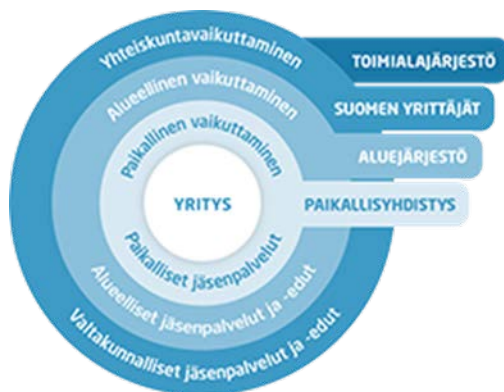 Yhteiskuntavaikuttaminen
Alueellinen vaikuttaminen
Paikallinen vaikuttaminen
YRITYS
Paikalliset jäsenpalvelut
Alueelliset jäsenpalvelut ja -edut
Valtakunnalliset jäsenpalvelut ja -edut
TOIMIALAJÄRJESTÖ
SUOMEN YRITTÄJÄT
ALUEJÄRJESTÖ
PAIKALLISYHDISTYS